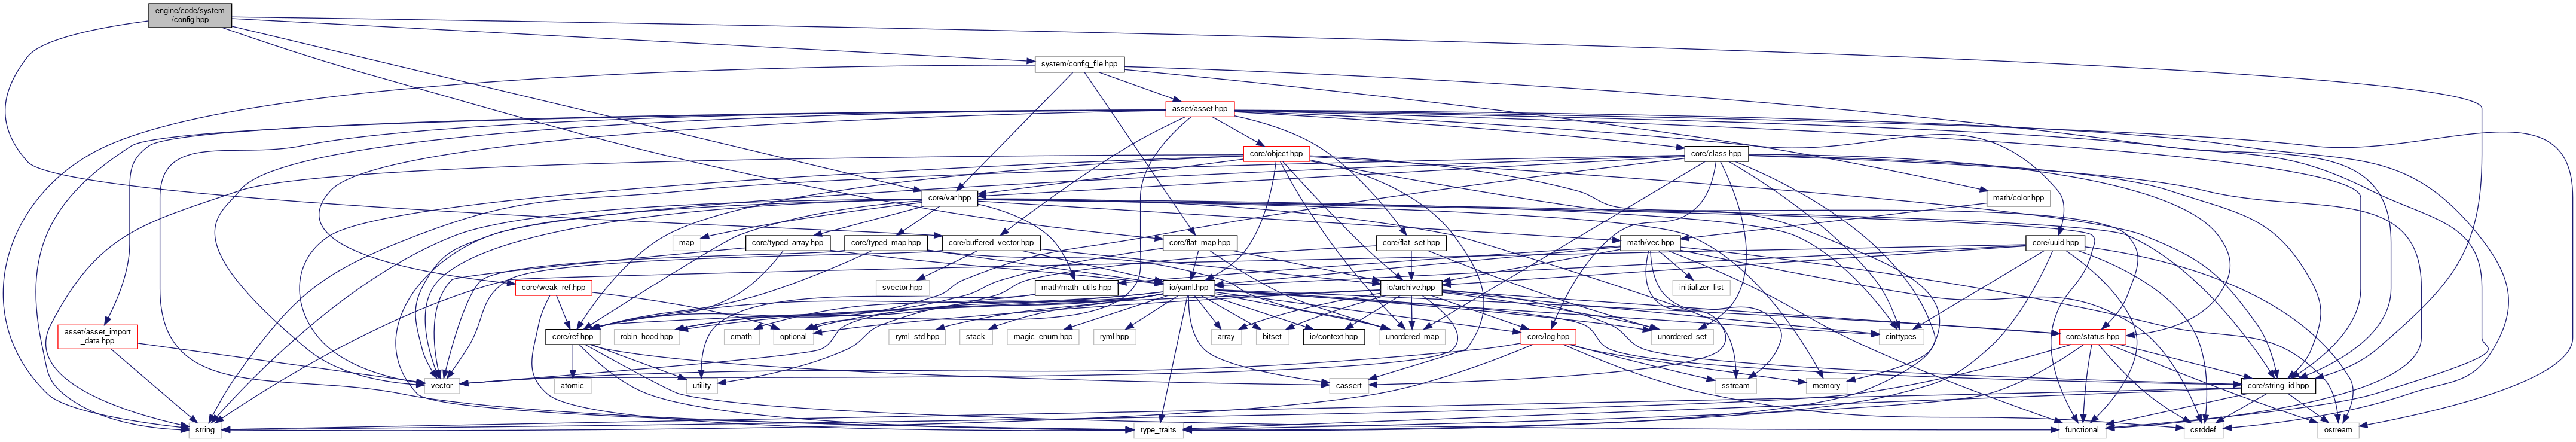 engine/code/system
/config.hpp
system/config_file.hpp
asset/asset.hpp
core/object.hpp
core/class.hpp
core/var.hpp
math/color.hpp
map
core/typed_array.hpp
core/typed_map.hpp
core/buffered_vector.hpp
core/flat_map.hpp
core/flat_set.hpp
math/vec.hpp
core/uuid.hpp
core/weak_ref.hpp
svector.hpp
math/math_utils.hpp
io/yaml.hpp
io/archive.hpp
initializer_list
asset/asset_import
_data.hpp
core/ref.hpp
robin_hood.hpp
cmath
optional
ryml_std.hpp
stack
magic_enum.hpp
ryml.hpp
array
bitset
io/context.hpp
unordered_map
core/log.hpp
unordered_set
cinttypes
core/status.hpp
vector
atomic
utility
cassert
sstream
memory
core/string_id.hpp
string
type_traits
functional
cstddef
ostream